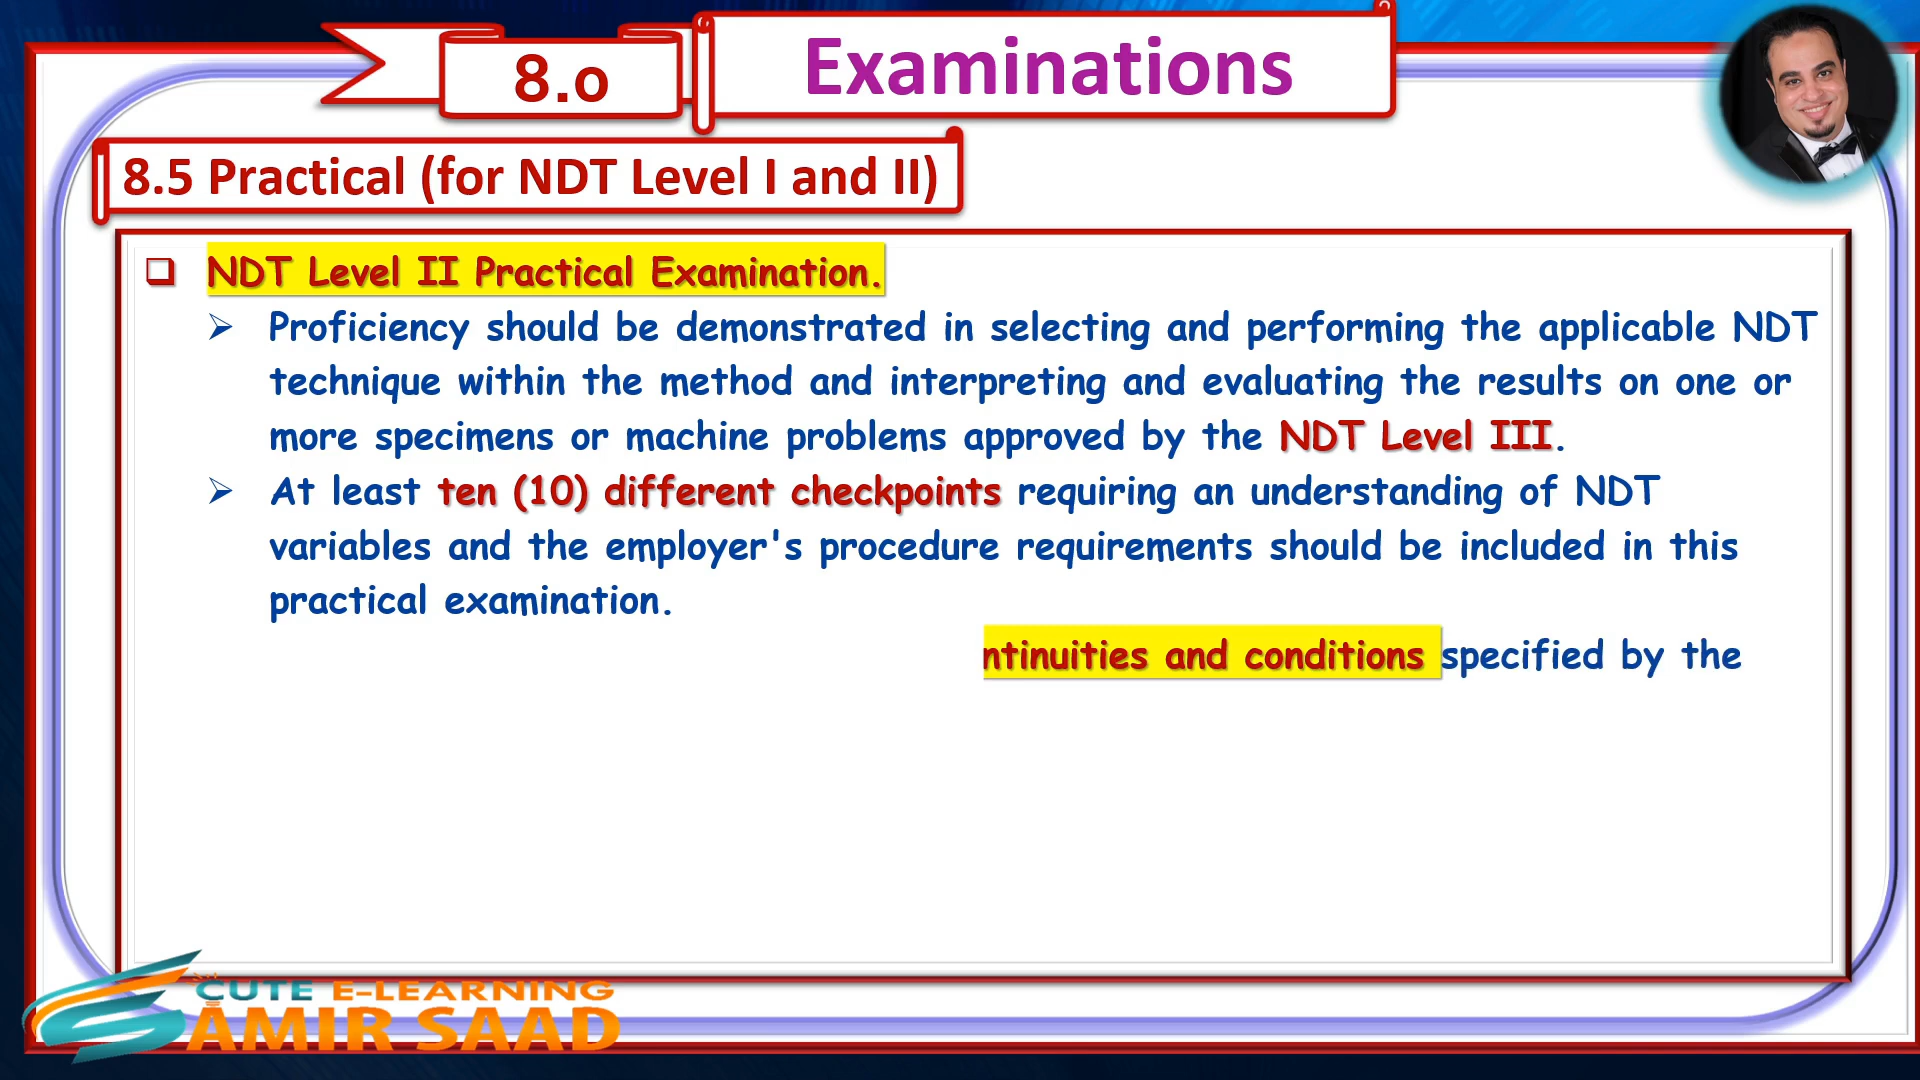 8.0
Examinations
8.5 Practical (for NDT Level I and II)
NDT Level II Practical Examination.
Proficiency should be demonstrated in selecting and performing the applicable NDT
technique within the method and interpreting and evaluating the results on one or
more specimens or machine problems approved by the NDT Level III.
At least ten (10) different checkpoints requiring an understanding of NDT
variables and the employer's procedure requirements should be included in this
practical examination.
ntinuities and conditions specified by the
CUTE E-LEARNING
AMIR SAAD